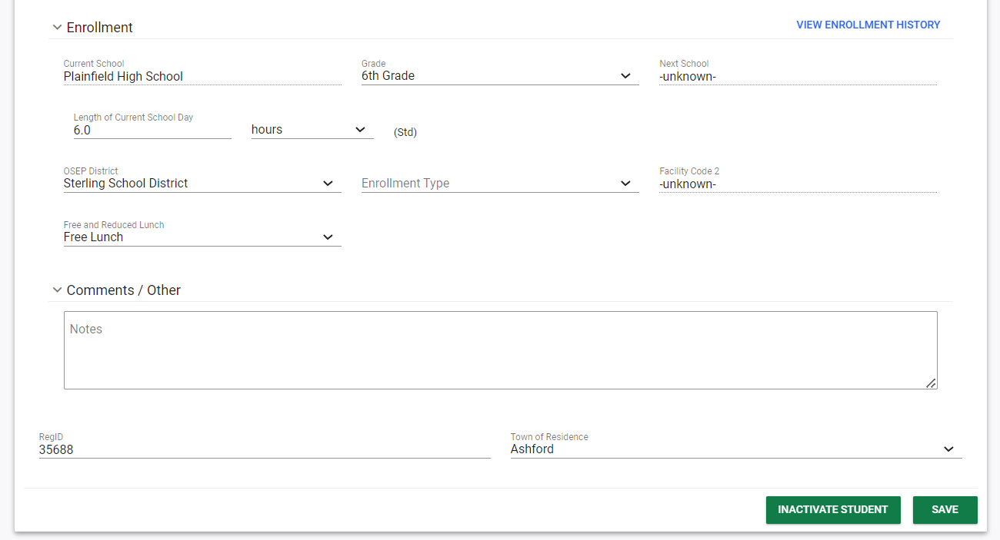 Enrollment
VIEW ENROLLMENT HISTORY
Current School
Plainfield High School
Grade
6th Grade
Next School
-unknown-
Length of Current School Day
6.0
hours
(Std)
OSEP District
Sterling School District
Enrollment Type
Facility Code 2
-unknown-
Free and Reduced Lunch
Free Lunch
Comments / Other
Notes
RegID
35688
Town of Residence
Ashford
INACTIVATE STUDENT
SAVE